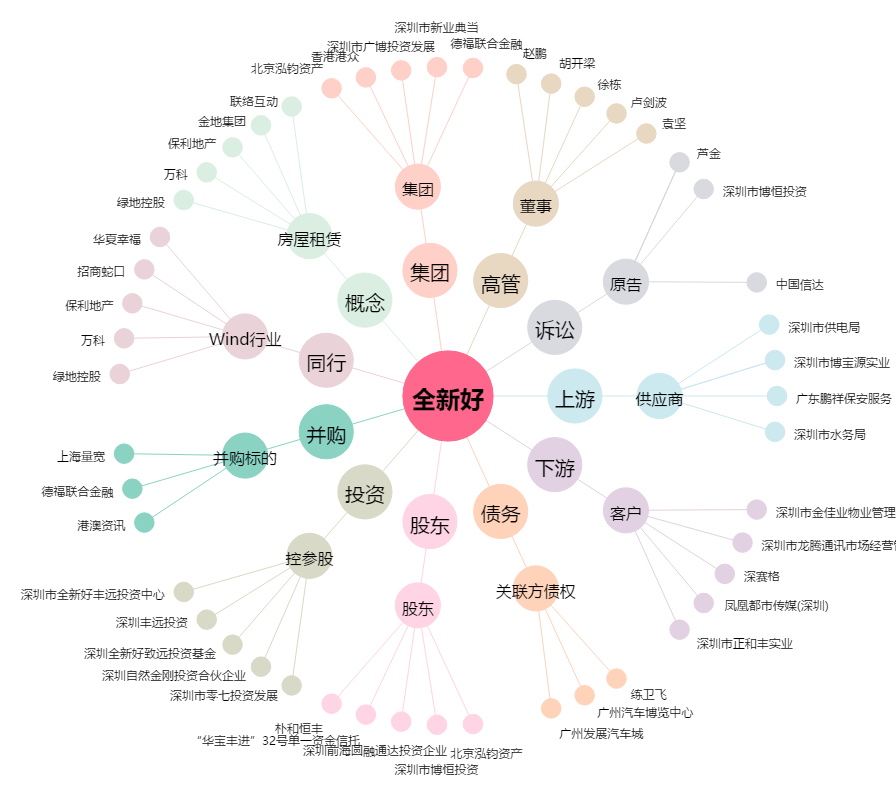 深圳市新业典当
深圳市广博投资发展
德福联合金融
香港港众
北京泓钧资产
赵鹏
胡开梁
徐栋
卢剑波
袁坚
联络互动
金地集团
保利地产
万科
绿地控股
芦金
深圳市博恒投资
中国信达
集团
董事
房屋租赁
原告
集团
高管
概念
诉讼
华夏幸福
招商蛇口
保利地产
万科
绿地控股
Wind行业
同行
全新好
上游
供应商
深圳市供电局
深圳市博宝源实业
广东鹏祥保安服务
深圳市水务局
并购
并购标的
上海量宽
德福联合金融
港澳资讯
下游
客户
深圳市金佳业物业管理
深圳市龙腾通讯市场经营
深赛格
凤凰都市传媒(深圳)
深圳市正和丰实业
投资
控参股
深圳市全新好丰远投资中心
深圳丰远投资
深圳全新好致远投资基金
深圳自然金刚投资合伙企业
深圳市零七投资发展
股东
股东
朴和恒丰
“华宝丰进”32号单一资金信托
深圳前海圆融通达投资企业
深圳市博恒投资
北京泓钧资产
债务
关联方债权
练卫飞
广州汽车博览中心
广州发展汽车城